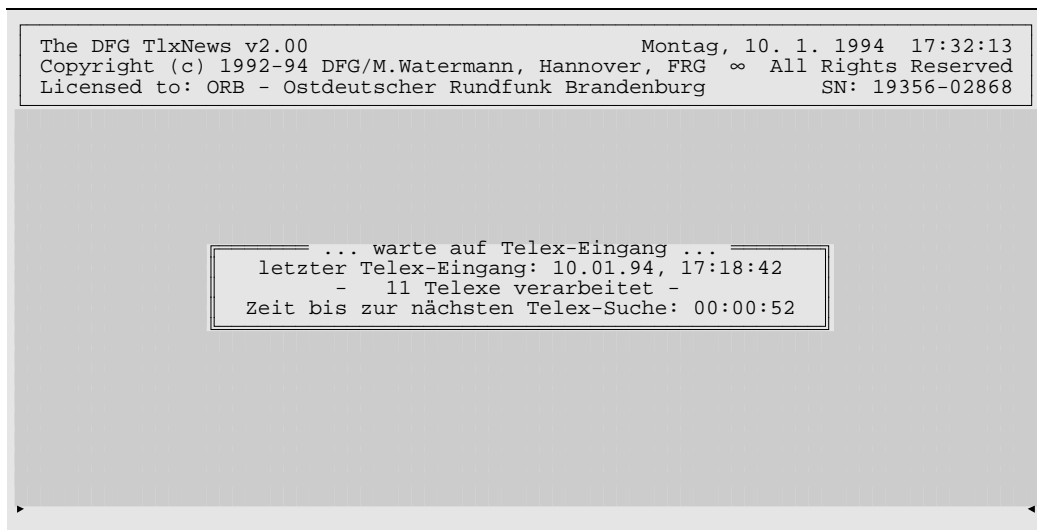 The DFG TlxNews v2.00 Montag, 10. 1. 1994 17:32:13
Copyright (c) 1992-94 DFG/M.Watermann, Hannover, FRG ∞ All Rights Reserved
Licensed to: ORB - Ostdeutscher Rundfunk Brandenburg SN: 19356-02868
... warte auf Telex-Eingang ...
letzter Telex-Eingang: 10.01.94, 17:18:42
- 11 Telexe verarbeitet -
Zeit bis zur nächsten Telex-Suche: 00:00:52